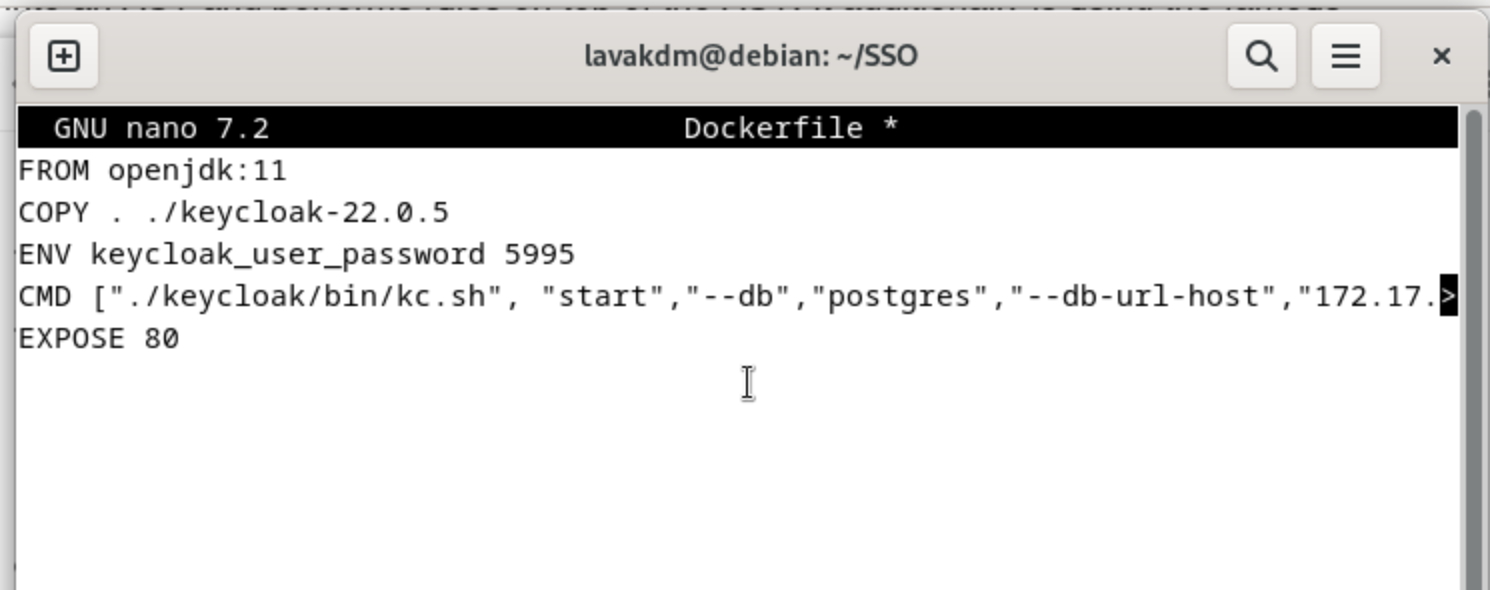 lavakdm@debian: ~/SSO
GNU nano 7.2 Dockerfile *
FROM openjdk:11
COPY . ./keycloak-22.0.5
ENV keycloak_user_password 5995
CMD ["./keycloak/bin/kc.sh", "start","--db","postgres","--db-url-host","172.17.>
EXPOSE 80